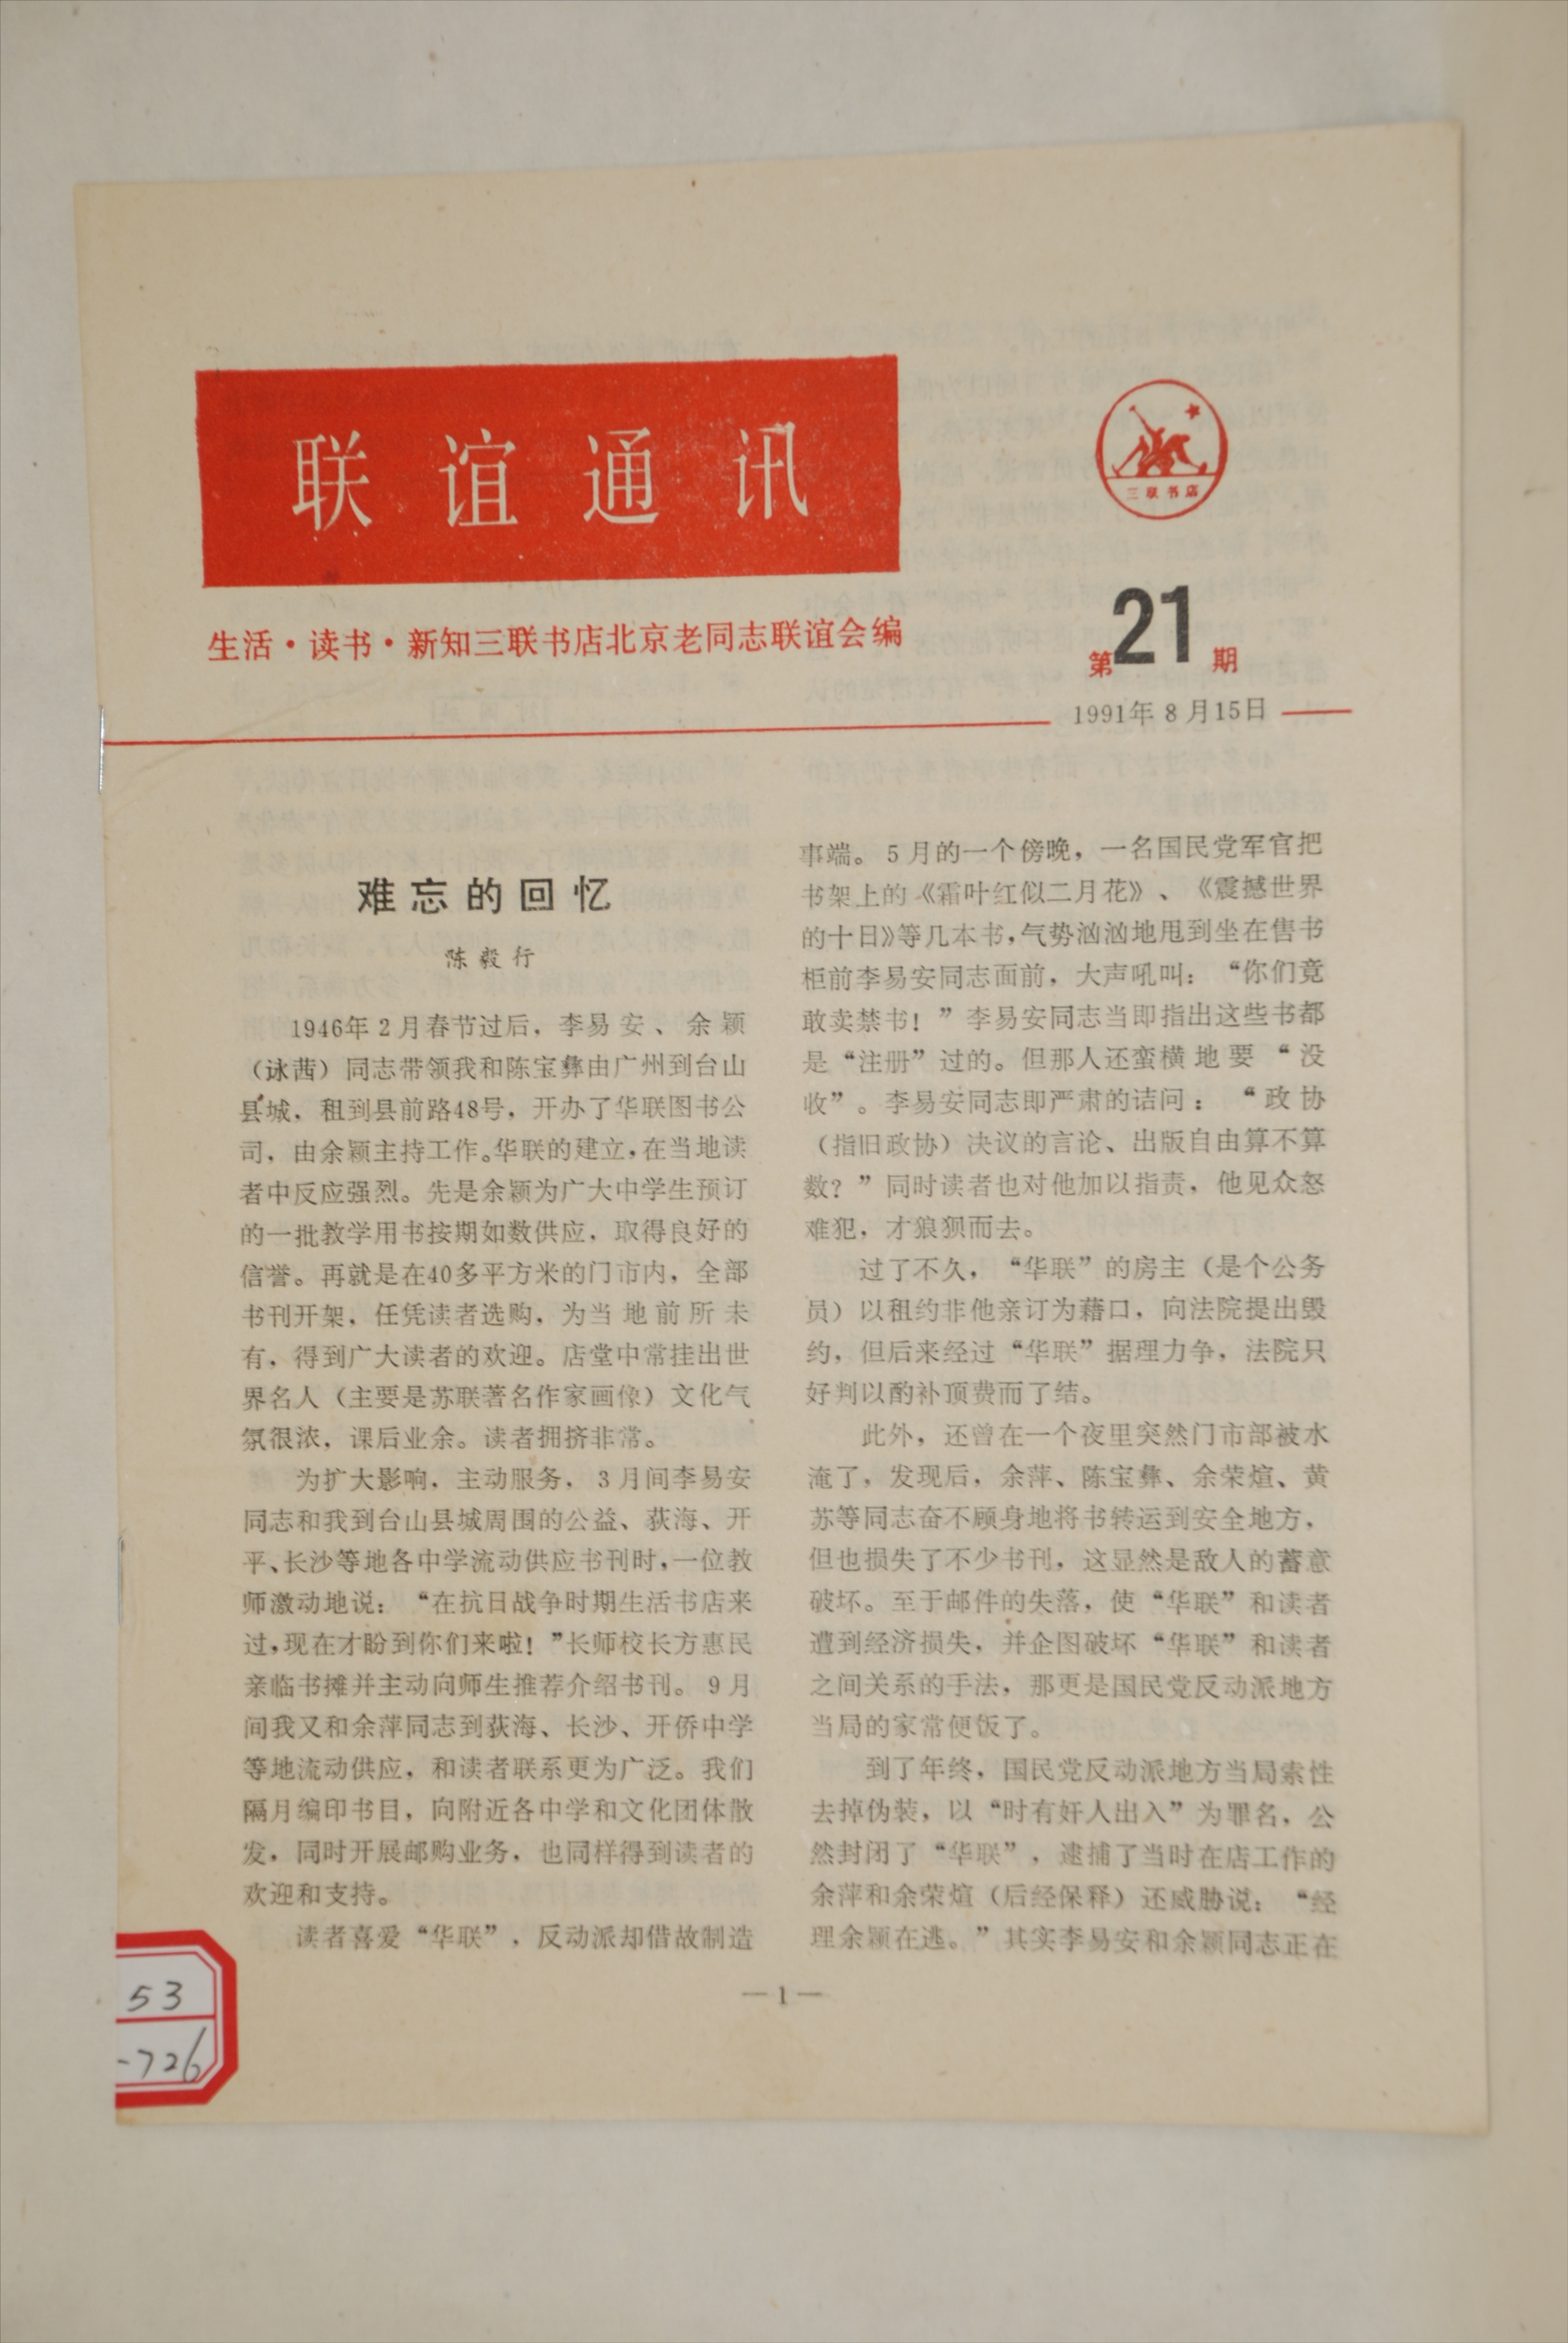 联谊通讯
三联书店
生活·读书·新知三联书店北京老同志联谊会编
第21期
1991年8月15日
难忘的回忆
陈毅行
1946年2月春节过后，李易安、余颖
（泳茜）同志带领我和陈宝彝由广州到台山
县城，租到县前路48号，开办了华联图书公
司，由余颖主持工作。华联的建立，在当地读
者中反应强烈。先是余颖为广大中学生预订
的一批教学用书按期如数供应，取得良好的
信誉。再就是在40多平方米的门市内，全部
书刊开架，任凭读者选购，为当地前所未
有，得到广大读者的欢迎。店堂中常挂出世
界名人（主要是苏联著名作家画像）文化气
氛很浓，课后业余。读者拥挤非常。
为扩大影响，主动服务，3月间李易安
同志和我到台山县城周围的公益、荻海、开
平、长沙等地各中学流动供应书刊时，一位教
师激动地说：“在抗日战争时期生活书店来
过，现在才盼到你们来啦！”长师校长方惠民
亲临书摊并主动向师生推荐介绍书刊。9月
间我又和余萍同志到荻海、长沙、开侨中学
等地流动供应，和读者联系更为广泛。我们
隔月编印书目，向附近各中学和文化团体散
发，同时开展邮购业务，也同样得到读者的
欢迎和支持。
读者喜爱“华联”，反动派却借故制造
事端。5月的一个傍晚，一名国民党军官把
书架上的《霜叶红似二月花》、《震撼世界
的十日》等几本书，气势汹汹地甩到坐在售书
柜前李易安同志面前，大声吼叫：“你们竟
敢卖禁书！”李易安同志当即指出这些书都
是“注册”过的。但那人还蛮横地要“没
收”。李易安同志即严肃的诘问：“政协
（指旧政协）决议的言论、出版自由算不算
数？”同时读者也对他加以指责，他见众怒
难犯，才狼狈而去。
过了不久，“华联”的房主（是个公务
员）以租约非他亲订为藉口，向法院提出毁
约，但后来经过“华联”据理力争，法院只
好判以酌补顶费而了结。
此外，还曾在一个夜里突然门市部被水
淹了，发现后，余萍、陈宝彝、余荣煊、黄
苏等同志奋不顾身地将书转运到安全地方，
但也损失了不少书刊，这显然是敌人的蓄意
破坏。至于邮件的失落，使“华联”和读者
遭到经济损失，并企图破坏“华联”和读者
之间关系的手法，那更是国民党反动派地方
当局的家常便饭了。
到了年终，国民党反动派地方当局索性
去掉伪装，以“时有奸人出入”为罪名，公
然封闭了“华联”，逮捕了当时在店工作的
余萍和余荣煊（后经保释）还威胁说：“经
理余颖在逃。”其实李易安和余颖同志正在
—1—
53
-726